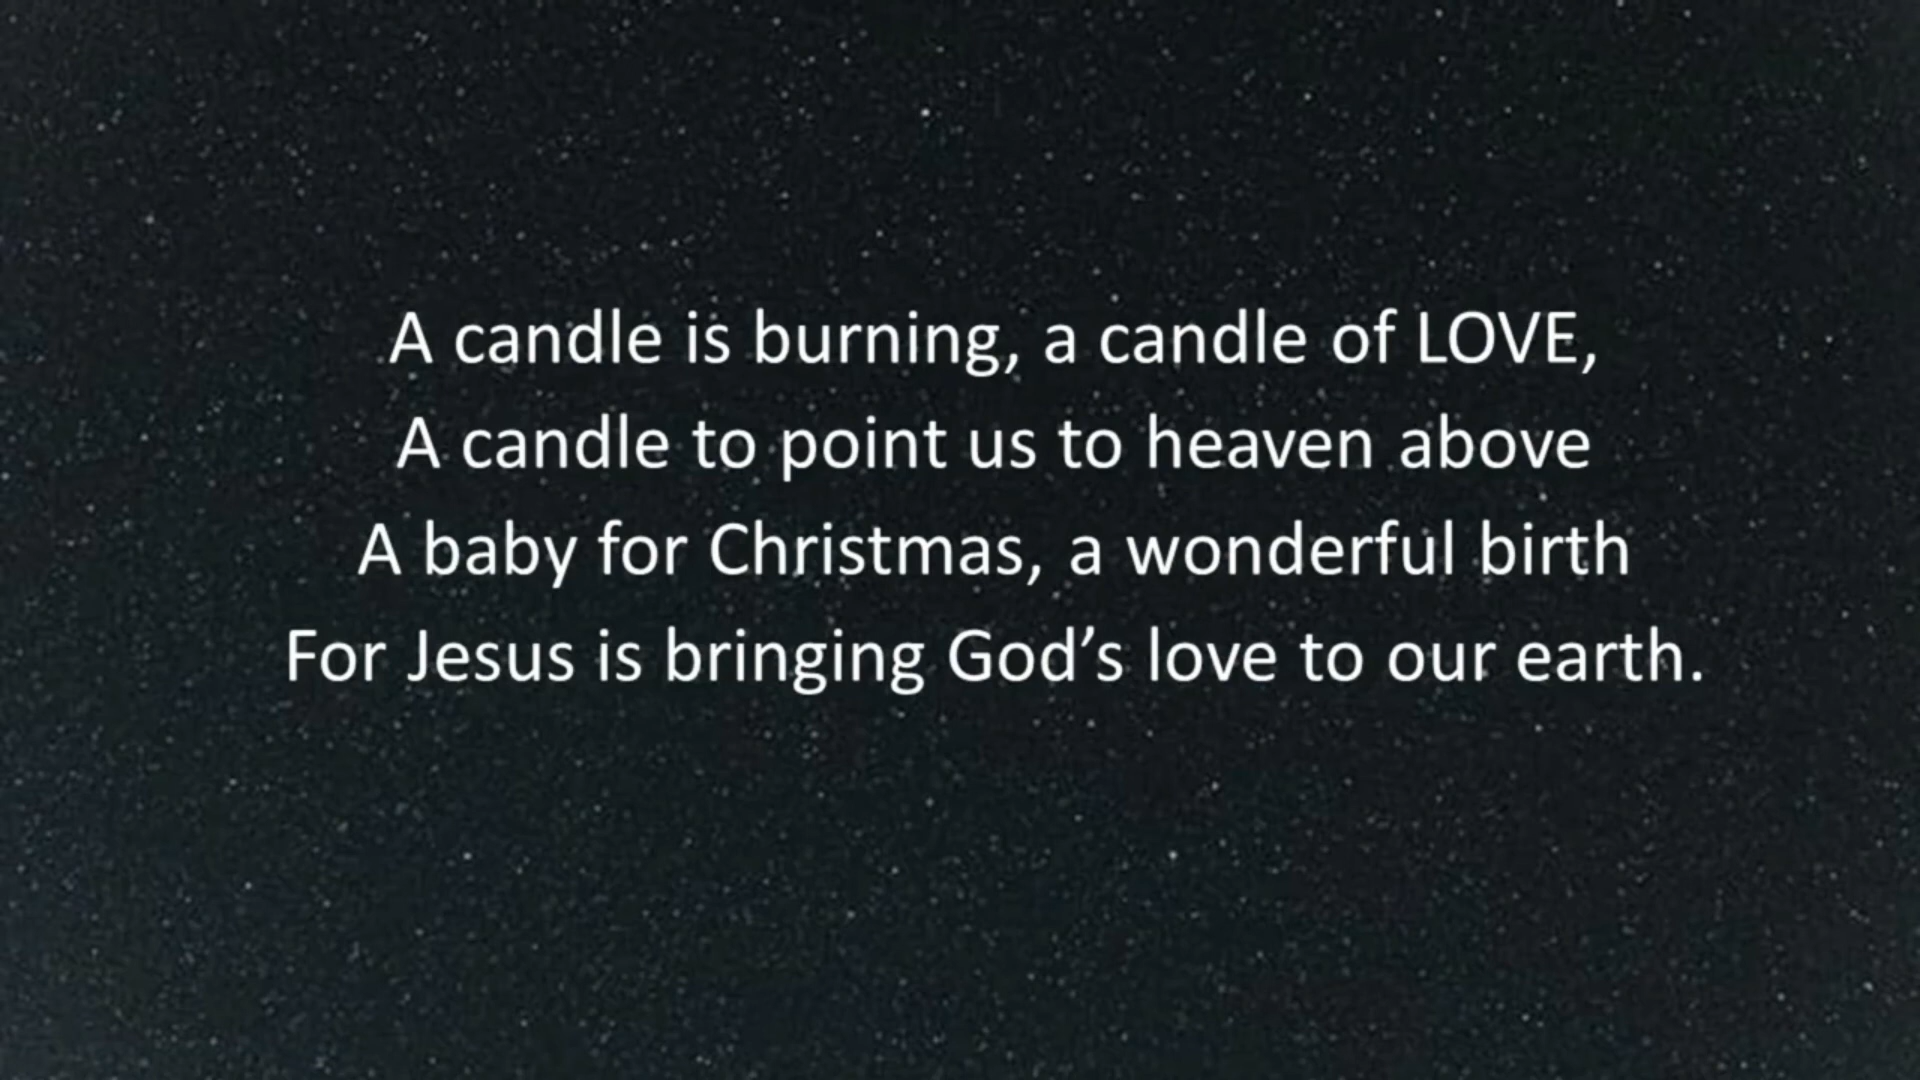 A candle is burning, a candle of LOVE,
A candle to point us to heaven above
A baby for Christmas, a wonderful birth
For Jesus is bringing God’s love to our earth.